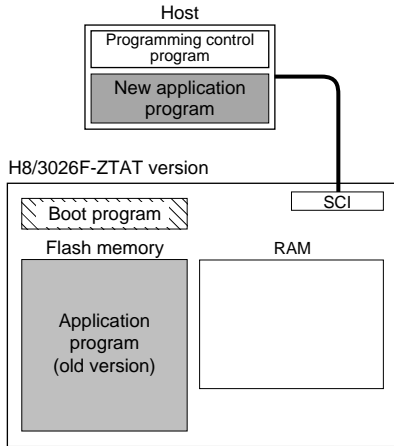 Host
Programming control
program
New application
program
H8/3026F-ZTAT version
SCI
Boot program
Flash memory
RAM
Application
program
(old version)